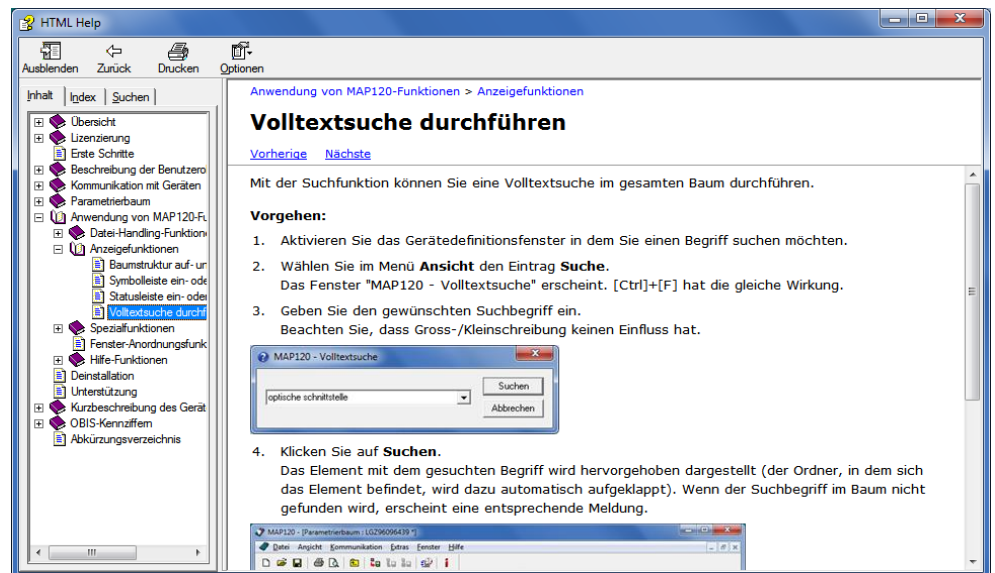 HTML Help
Ausblenden Zurück Drucken Optionen
Inhalt Index Suchen
Übersicht
Lizenzierung
Erste Schritte
Beschreibung der Benutzero
Kommunikation mit Geräten
Parametrierbaum
Anwendung von MAP120-Fu
Datei-Handling-Funktion
Anzeigefunktionen
Baumstruktur auf- un
Symbolleiste ein- ode
Statusleiste ein- oder
Volltextsuche durchf
Spezialfunktionen
Fenster-Anordnungsfunk
Hilfe-Funktionen
Deinstallation
Unterstützung
Kurzbeschreibung des Gerät
OBIS-Kennziffern
Abkürzungsverzeichnis
Anwendung von MAP120-Funktionen > Anzeigefunktionen
Volltextsuche durchführen
Vorherige Nächste
Mit der Suchfunktion können Sie eine Volltextsuche im gesamten Baum durchführen.
Vorgehen:
1. Aktivieren Sie das Gerätedefinitionsfenster in dem Sie einen Begriff suchen möchten.
2. Wählen Sie im Menü Ansicht den Eintrag Suche.
Das Fenster "MAP120 - Volltextsuche" erscheint. [Ctrl]+[F] hat die gleiche Wirkung.
3. Geben Sie den gewünschten Suchbegriff ein.
Beachten Sie, dass Gross-/Kleinschreibung keinen Einfluss hat.
MAP120 - Volltextsuche
optische schnittstelle
Suchen
Abbrechen
4. Klicken Sie auf Suchen.
Das Element mit dem gesuchten Begriff wird hervorgehoben dargestellt (der Ordner, in dem sich
das Element befindet, wird dazu automatisch aufgeklappt). Wenn der Suchbegriff im Baum nicht
gefunden wird, erscheint eine entsprechende Meldung.
MAP120 - [Parametrierbaum : LGZ96096439 *]
Datei Ansicht Kommunikation Extras Fenster Hilfe